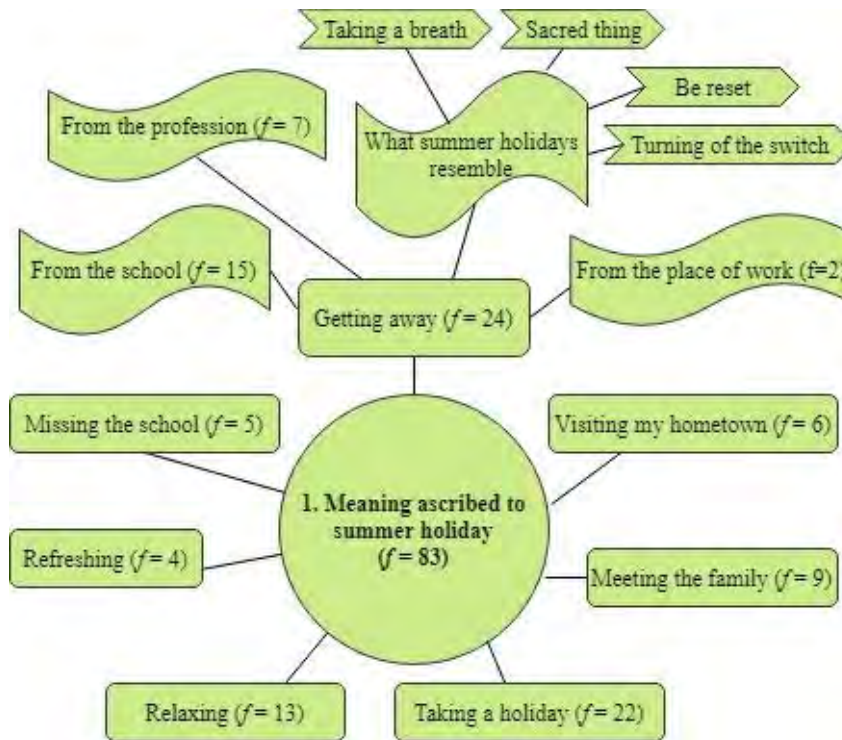 Taking a breath
Sacred thing
Be reset
Turning of the switch
From the profession (f = 7)
What summer holidays
resemble
From the school (f = 15)
From the place of work (f=2)
Getting away (f = 24)
Missing the school (f = 5)
Visiting my hometown (f = 6)
1. Meaning ascribed to
summer holiday
(f = 83)
Refreshing (f = 4)
Meeting the family (f = 9)
Relaxing (f = 13)
Taking a holiday (f = 22)